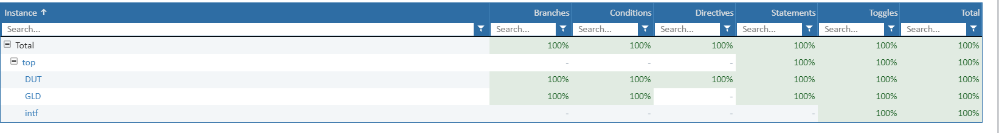 Instance ↑ Branches Conditions Directives Statements Toggles Total
Search... Search... Search... Search... Search... Search... Search...
Total 100% 100% 100% 100% 100% 100%
top - - - 100% 100% 100%
DUT 100% 100% 100% 100% 100% 100%
GLD 100% 100% - 100% 100% 100%
intf - - - - 100% 100%